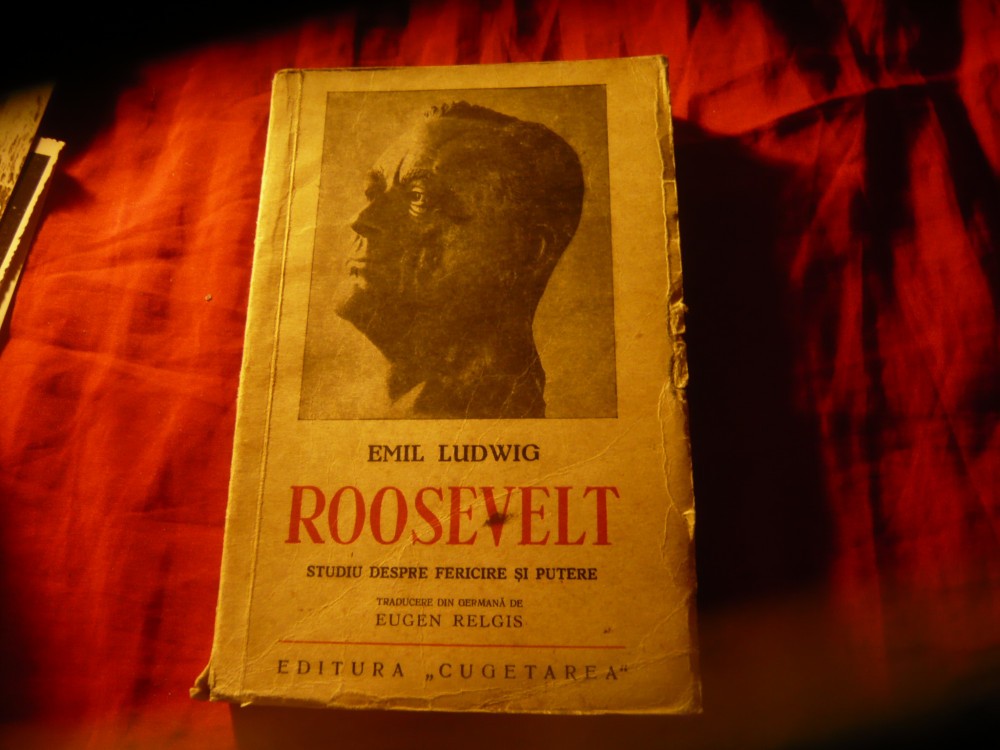 EMIL LUDWIG
ROOSEVELT
STUDIU DESPRE FERICIRE ȘI PUTERE
TRADUCERE DIN GERMANĂ DE
EUGEN RELGIS
EDITURA „CUGETAREA“